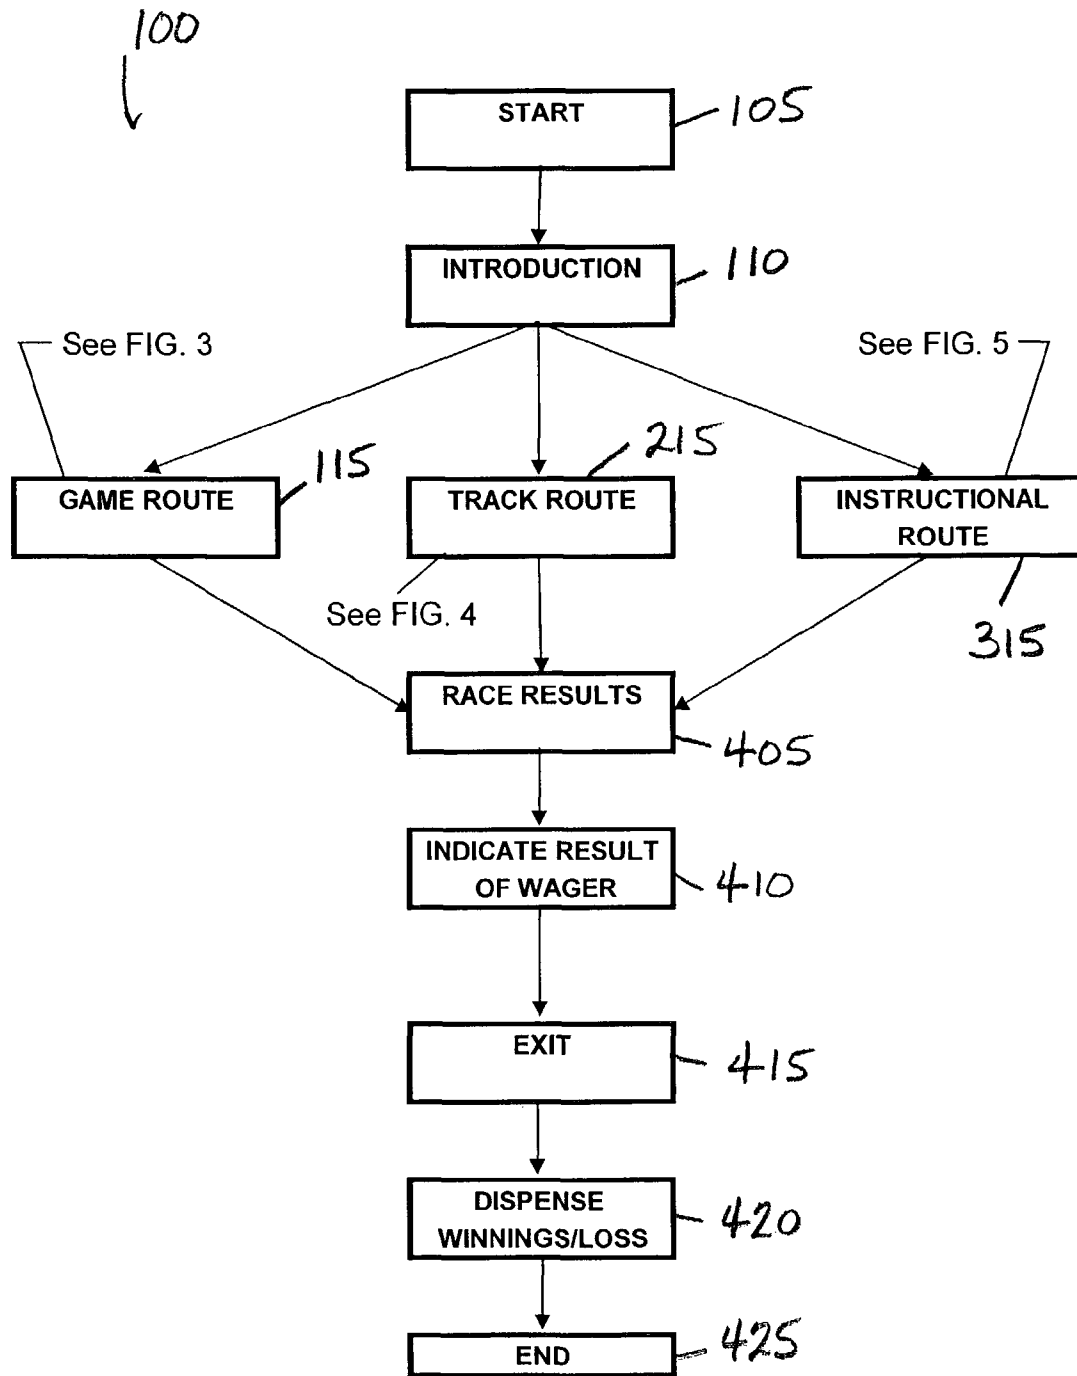 100
START
105
INTRODUCTION
110
See FIG. 3
See FIG. 5
GAME ROUTE
115
TRACK ROUTE
215
INSTRUCTIONAL
ROUTE
315
See FIG. 4
RACE RESULTS
405
INDICATE RESULT
OF WAGER
410
EXIT
415
DISPENSE
WINNINGS/LOSS
420
END
425